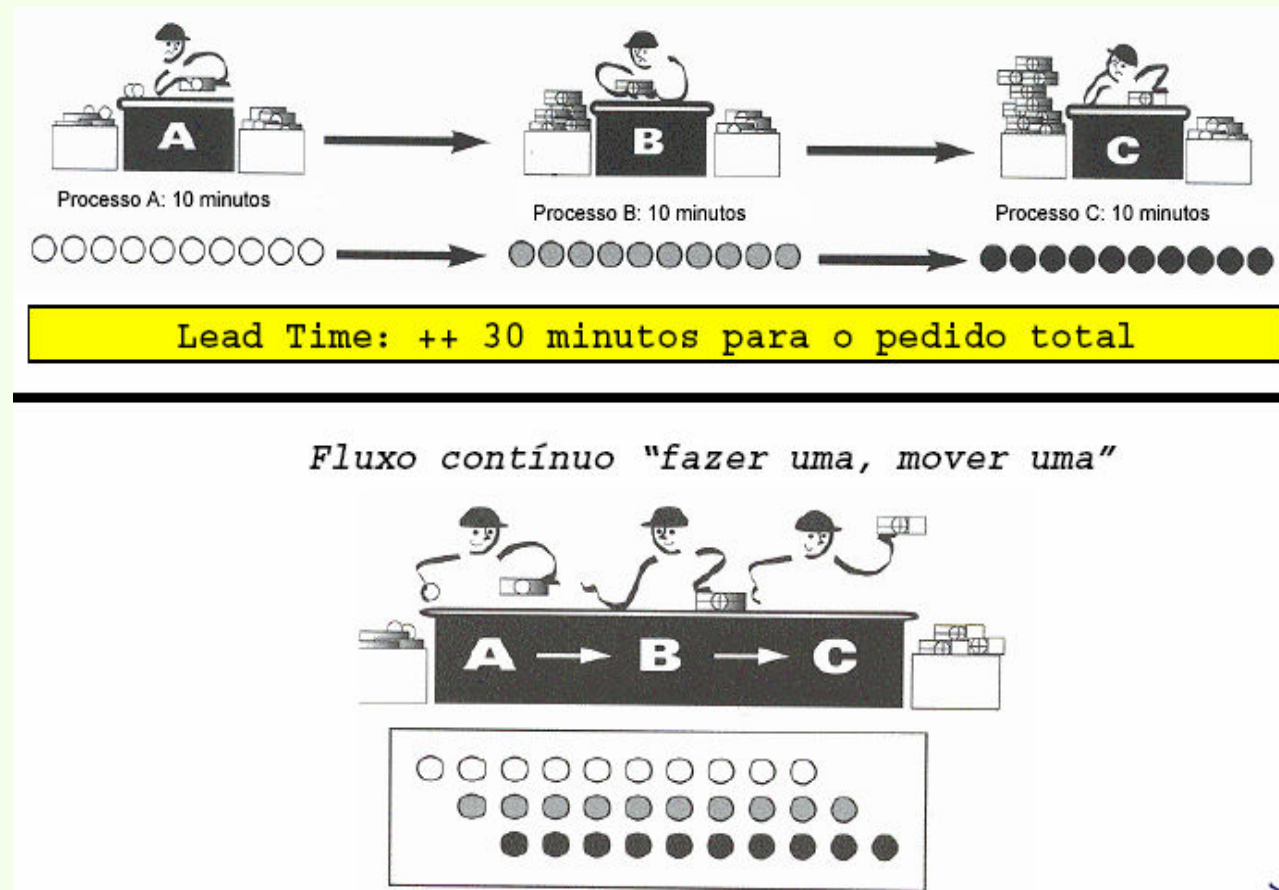 A
B
C
Processo A: 10 minutos
Processo B: 10 minutos
Processo C: 10 minutos
Lead Time: ++ 30 minutos para o pedido total
Fluxo contínuo “fazer uma, mover uma”
A B C